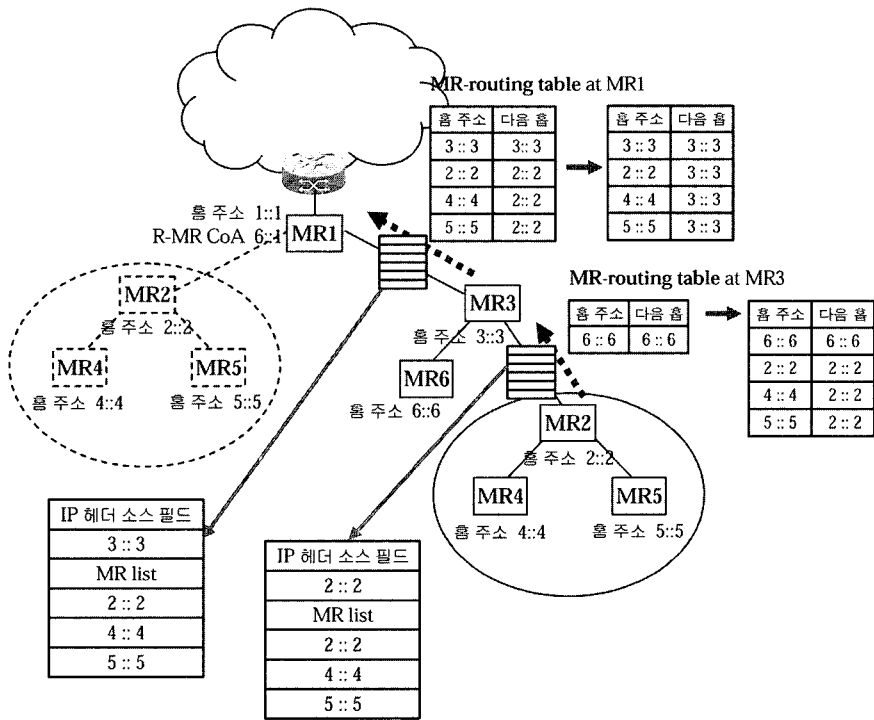 MR-routing table at MR1
홈 주소 다음 홉
3 :: 3 3:: 3
2 :: 2 2:: 2
4 :: 4 2:: 2
5 :: 5 2:: 2
홈 주소 다음 홉
3 :: 3 3 :: 3
2 :: 2 3 :: 3
4 :: 4 3 :: 3
5 :: 5 3 :: 3
홈 주소 1::1
R-MR CoA 6::1
MR1
MR2
홈 주소 2::2
MR4
MR5
홈 주소 4::4
홈 주소 5::5
MR3
홈 주소 3::3
MR6
홈 주소 6::6
MR-routing table at MR3
홈 주소 다음 홉
6 :: 6 6 :: 6
홈 주소 다음 홉
6 :: 6 6 :: 6
2 :: 2 2 :: 2
4 :: 4 2 :: 2
5 :: 5 2 :: 2
MR2
홈 주소 2::2
MR4
MR5
홈 주소 4::4
홈 주소 5::5
IP 헤더 소스 필드
3 :: 3
MR list
2 :: 2
4 :: 4
5 :: 5
IP 헤더 소스 필드
2 :: 2
MR list
2 :: 2
4 :: 4
5 :: 5